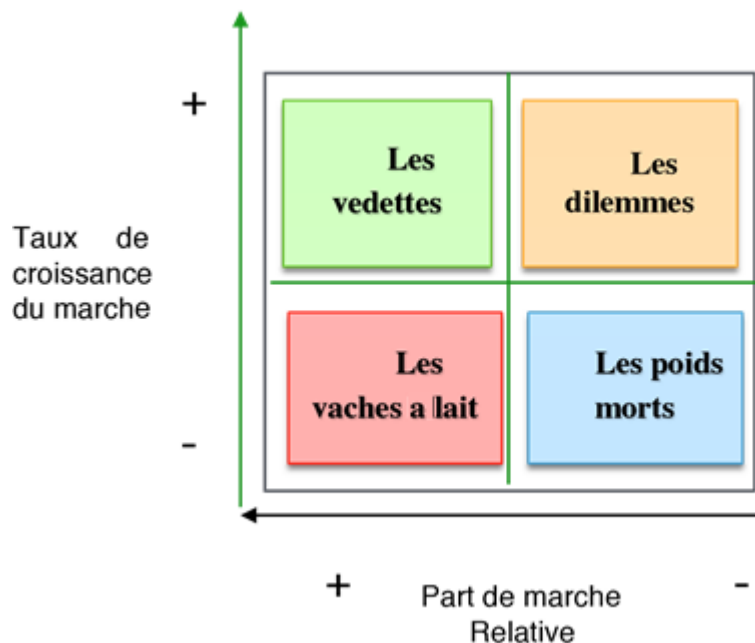 +
Les
vedettes
Les
dilemmes
Taux de
croissance
du marche
Les
vaches a lait
Les poids
morts
-
+
Part de marche
Relative
-